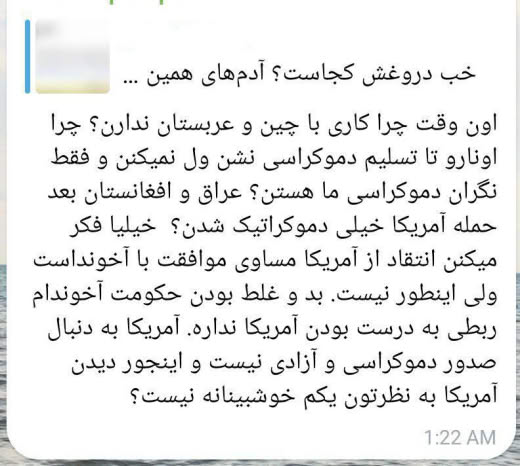 خب دروغش کجاست؟ آدم‌های همین ...
اون وقت چرا کاری با چین و عربستان ندارن؟ چرا
اونارو تا تسلیم دموکراسی نشن ول نمیکنن و فقط
نگران دموکراسی ما هستن؟ عراق و افغانستان بعد
حمله آمریکا خیلی دموکراتیک شدن؟ خیلیا فکر
میکنن انتقاد از آمریکا مساوی موافقت با آخونداست
ولی اینطور نیست. بد و غلط بودن حکومت آخوندام
ربطی به درست بودن آمریکا نداره. آمریکا به دنبال
صدور دموکراسی و آزادی نیست و اینجور دیدن
آمریکا به نظرتون یکم خوشبینانه نیست؟
1:22 AM